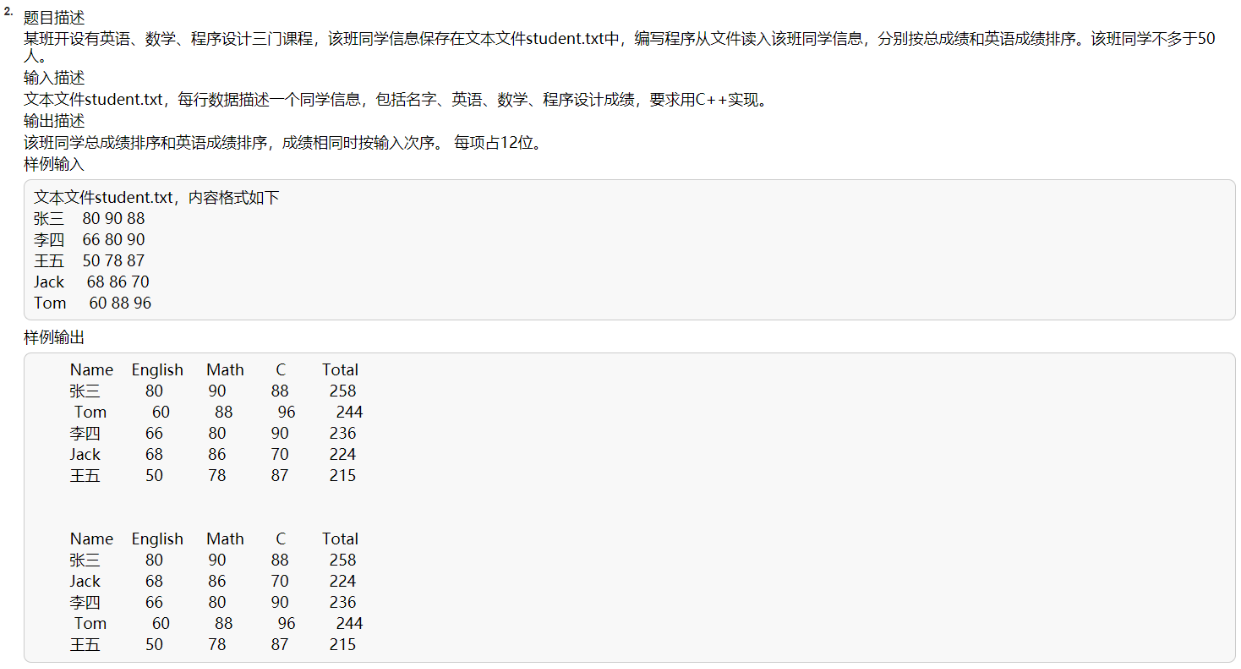 2. 题目描述
某班开设有英语、数学、程序设计三门课程，该班同学信息保存在文本文件student.txt中，编写程序从文件读入该班同学信息，分别按总成绩和英语成绩排序。该班同学不多于50
人。
输入描述
文本文件student.txt，每行数据描述一个同学信息，包括名字、英语、数学、程序设计成绩，要求用C++实现。
输出描述
该班同学总成绩排序和英语成绩排序，成绩相同时按输入次序。 每项占12位。
样例输入
文本文件student.txt，内容格式如下
张三 80 90 88
李四 66 80 90
王五 50 78 87
Jack 68 86 70
Tom 60 88 96
样例输出
Name English Math C Total
张三 80 90 88 258
Tom 60 88 96 244
李四 66 80 90 236
Jack 68 86 70 224
王五 50 78 87 215
Name English Math C Total
张三 80 90 88 258
Jack 68 86 70 224
李四 66 80 90 236
Tom 60 88 96 244
王五 50 78 87 215